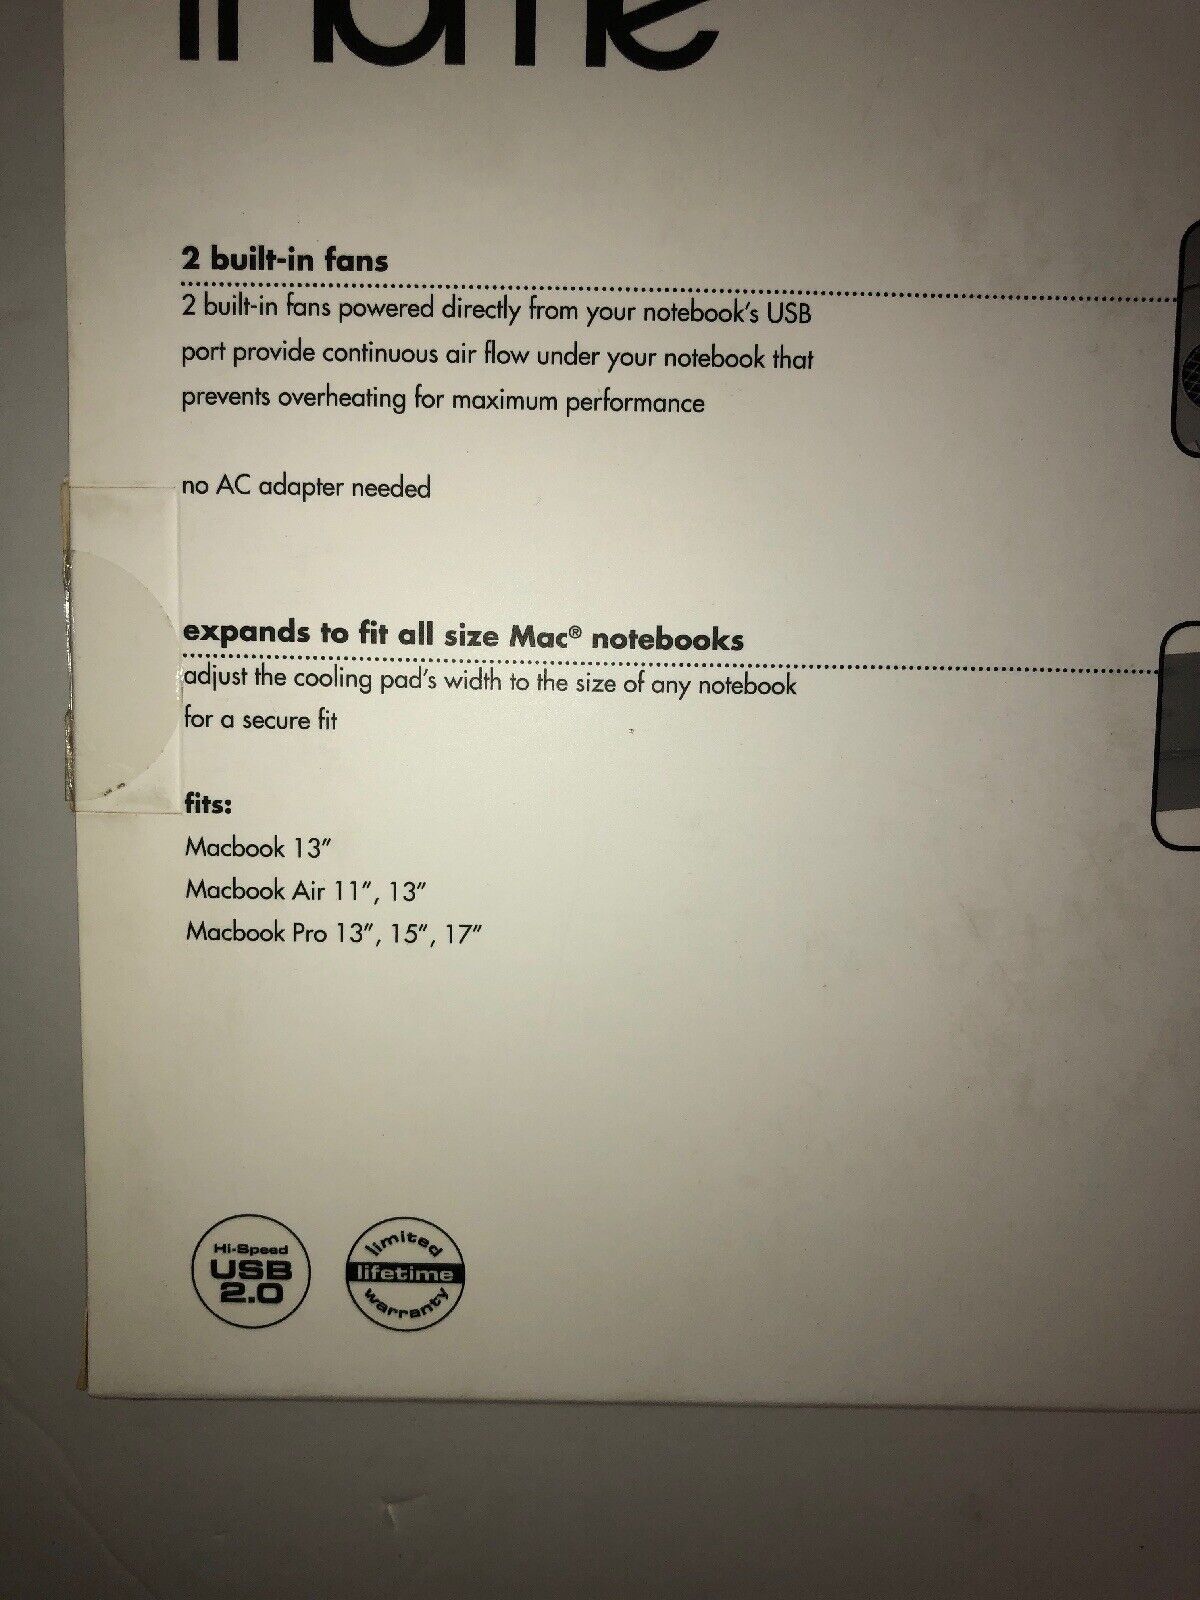 ihome
2 built-in fans
2 built-in fans powered directly from your notebook's USB
port provide continuous air flow under your notebook that
prevents overheating for maximum performance
no AC adapter needed
expands to fit all size Mac® notebooks
adjust the cooling pad's width to the size of any notebook
for a secure fit
fits:
Macbook 13"
Macbook Air 11", 13"
Macbook Pro 13", 15", 17"
Hi-Speed
USB
2.0
limited
lifetime
warranty